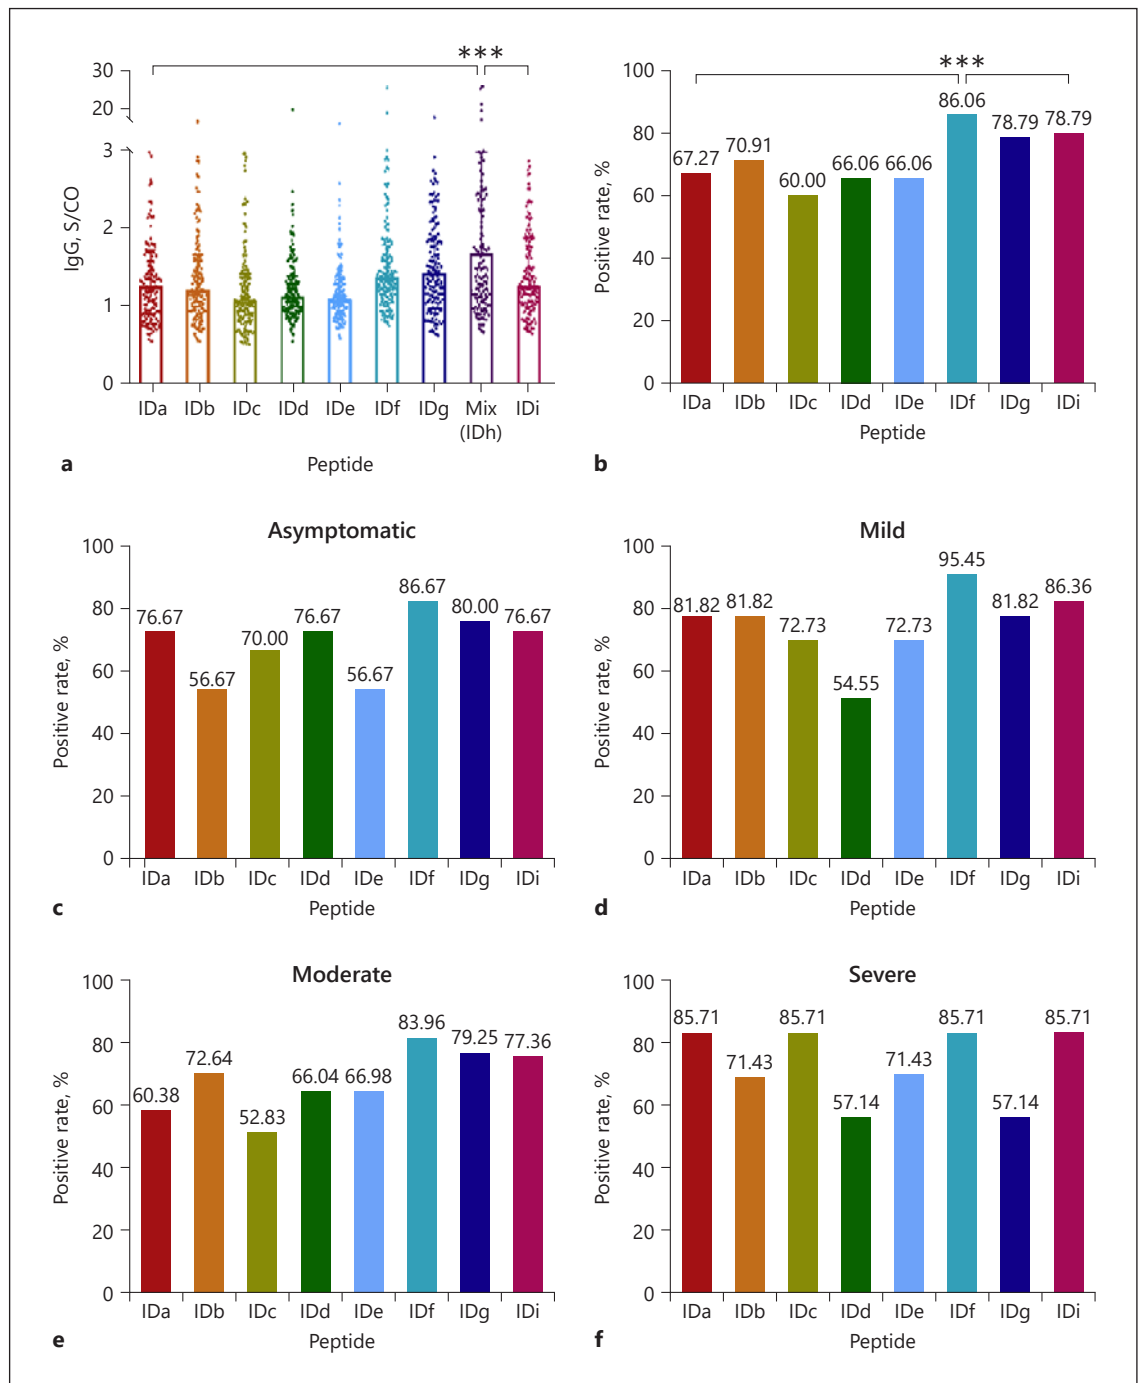 ***
30
20
3
2
1
0
IgG, S/CO
IDa IDb IDc IDd IDe IDf IDg Mix (IDh) IDi
Peptide
a
***
100
80
60
40
20
0
Positive rate, %
67.27 70.91 60.00 66.06 66.06 86.06 78.79 78.79
IDa IDb IDc IDd IDe IDf IDg IDi
Peptide
b
Asymptomatic
100
80
60
40
20
0
Positive rate, %
76.67 56.67 70.00 76.67 56.67 86.67 80.00 76.67
IDa IDb IDc IDd IDe IDf IDg IDi
Peptide
c
Mild
100
80
60
40
20
0
Positive rate, %
81.82 81.82 72.73 54.55 72.73 95.45 81.82 86.36
IDa IDb IDc IDd IDe IDf IDg IDi
Peptide
d
Moderate
100
80
60
40
20
0
Positive rate, %
60.38 72.64 52.83 66.04 66.98 83.96 79.25 77.36
IDa IDb IDc IDd IDe IDf IDg IDi
Peptide
e
Severe
100
80
60
40
20
0
Positive rate, %
85.71 71.43 85.71 57.14 71.43 85.71 57.14 85.71
IDa IDb IDc IDd IDe IDf IDg IDi
Peptide
f